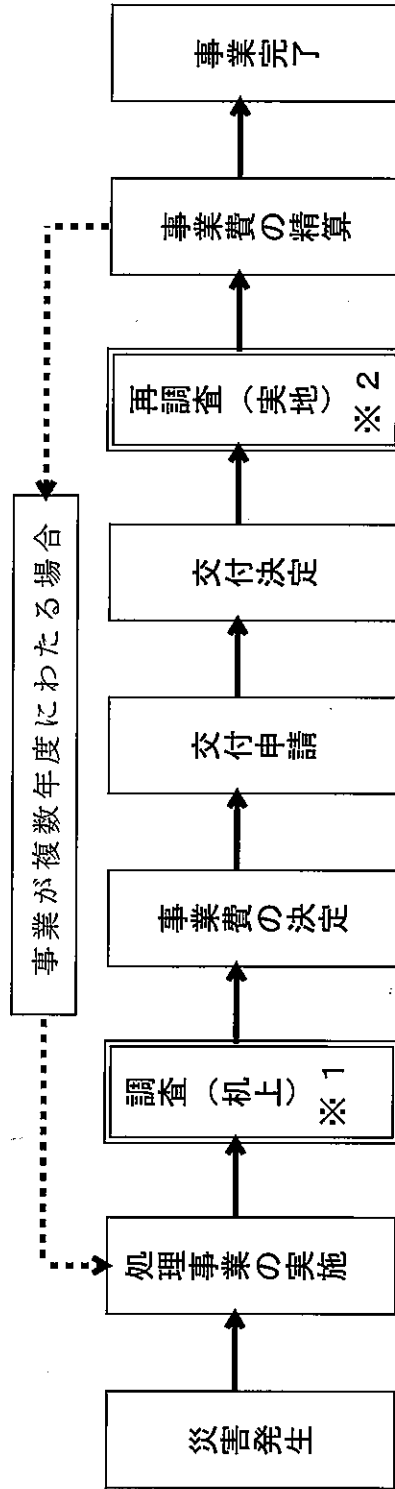 事業が複数年度にわたる場合
災害発生
処理事業の実施
調査（机上）
※１
事業費の決定
交付申請
交付決定
再調査（実地）
※２
事業費の精算
事業完了